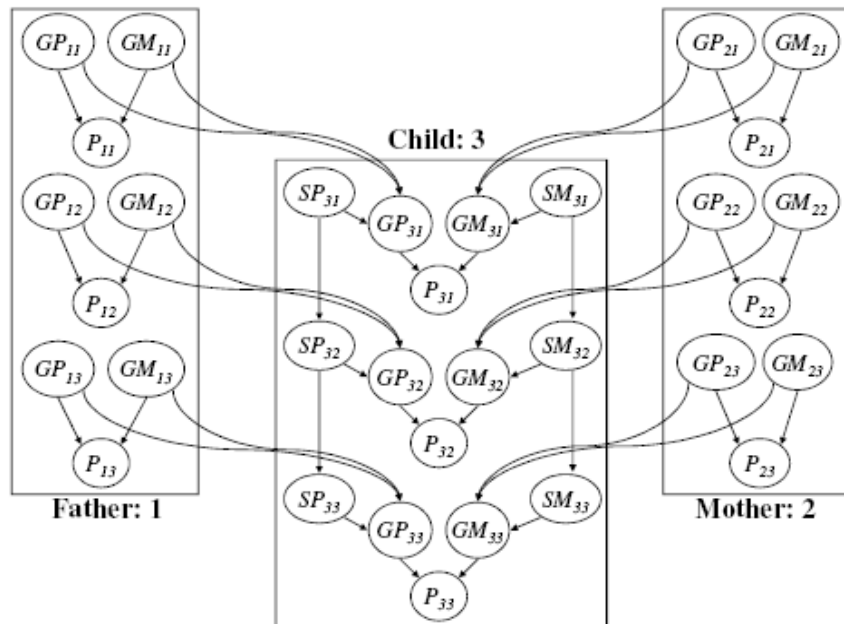 GP11 GM11 GP21 GM21
P11 P21
Child: 3
GP12 GM12 SP31 GP31 GM31 SM31 GP22 GM22
P12 P31 P22
GP13 GM13 SP32 GP32 GM32 SM32 GP23 GM23
P13 P32 P23
Father: 1 SP33 GP33 GM33 SM33 Mother: 2
P33